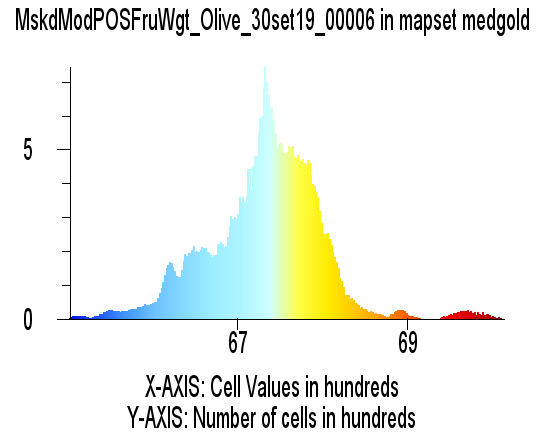 MskdModPOSFruWgt_Olive_30set19_00006 in mapset medgold
5
0
67 69
X-AXIS: Cell Values in hundreds
Y-AXIS: Number of cells in hundreds